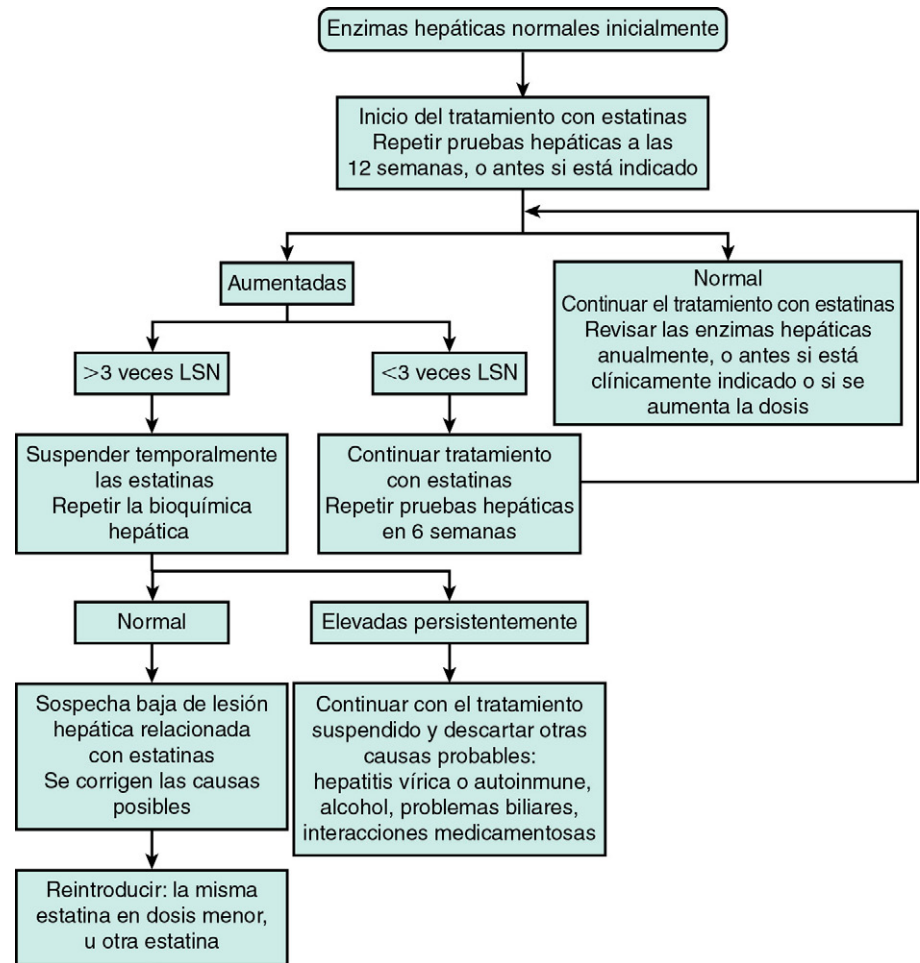 Enzimas hepáticas normales inicialmente
Inicio del tratamiento con estatinas
Repetir pruebas hepáticas a las
12 semanas, o antes si está indicado
Aumentadas
Normal
Continuar el tratamiento con estatinas
Revisar las enzimas hepáticas
anualmente, o antes si está
clínicamente indicado o si se
aumenta la dosis
>3 veces LSN
<3 veces LSN
Suspender temporalmente
las estatinas
Repetir la bioquímica
hepática
Continuar tratamiento
con estatinas
Repetir pruebas hepáticas
en 6 semanas
Normal
Elevadas persistentemente
Sospecha baja de lesión
hepática relacionada
con estatinas
Se corrigen las causas
posibles
Continuar con el tratamiento
suspendido y descartar otras
causas probables:
hepatitis vírica o autoinmune,
alcohol, problemas biliares,
interacciones medicamentosas
Reintroducir: la misma
estatina en dosis menor,
u otra estatina